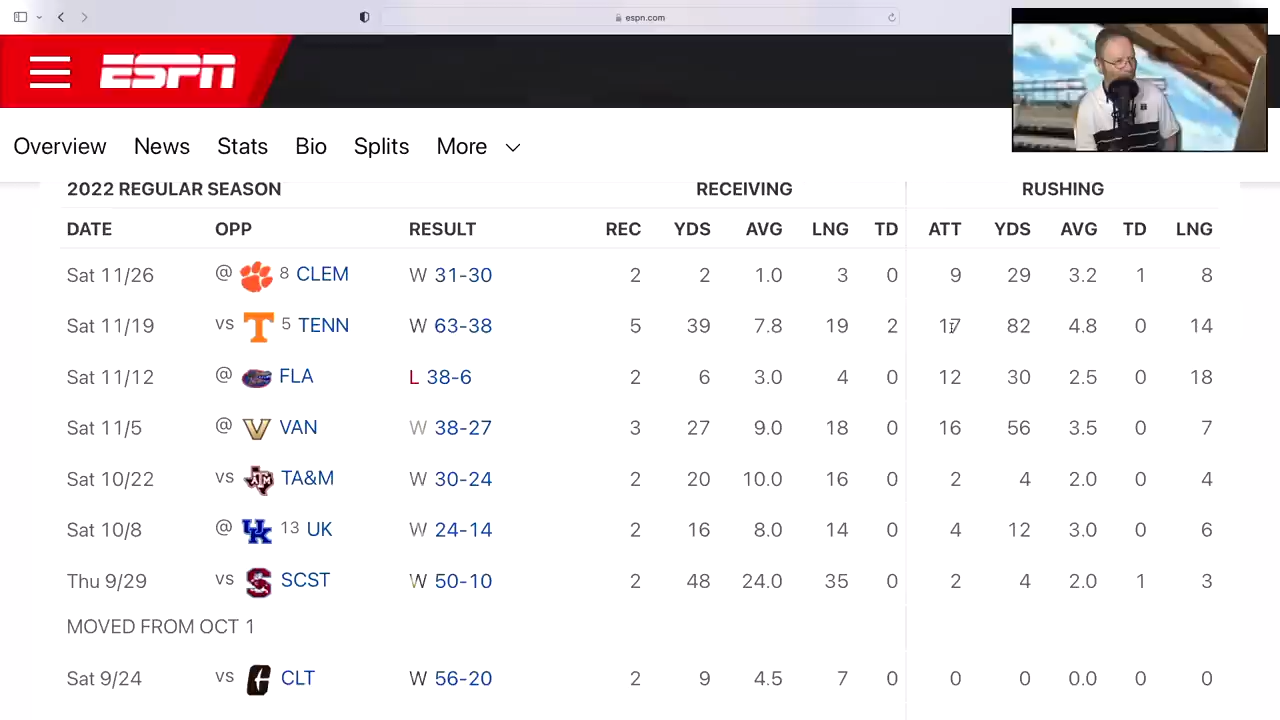 espn.com
ESPN
Overview News Stats Bio Splits More
2022 REGULAR SEASON RECEIVING RUSHING
DATE OPP RESULT REC YDS AVG LNG TD ATT YDS AVG TD LNG
Sat 11/26 @ 8 CLEM W 31-30 2 2 1.0 3 0 9 29 3.2 1 8
Sat 11/19 vs 5 TENN W 63-38 5 39 7.8 19 2 17 82 4.8 0 14
Sat 11/12 @ FLA L 38-6 2 6 3.0 4 0 12 30 2.5 0 18
Sat 11/5 @ VAN W 38-27 3 27 9.0 18 0 16 56 3.5 0 7
Sat 10/22 vs TA&M W 30-24 2 20 10.0 16 0 2 4 2.0 0 4
Sat 10/8 @ 13 UK W 24-14 2 16 8.0 14 0 4 12 3.0 0 6
Thu 9/29 vs SCST W 50-10 2 48 24.0 35 0 2 4 2.0 1 3
MOVED FROM OCT 1
Sat 9/24 vs CLT W 56-20 2 9 4.5 7 0 0 0 0.0 0 0